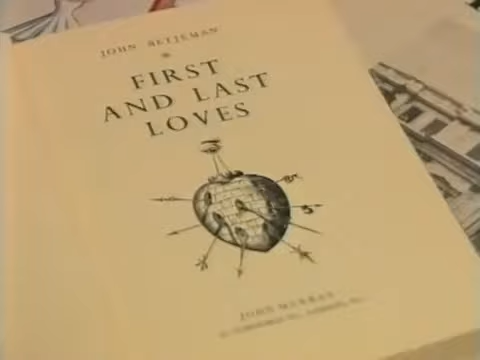 JOHN BETJEMAN
FIRST
AND LAST
LOVES
JOHN MURRAY